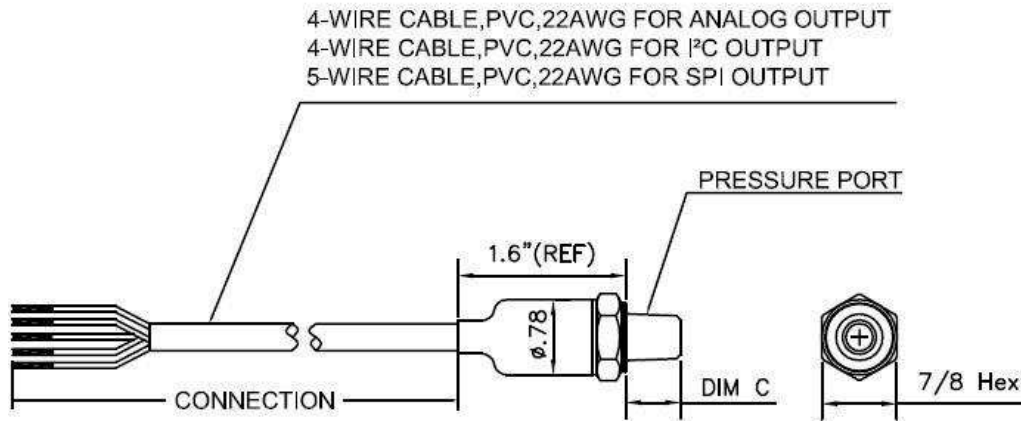 4-WIRE CABLE,PVC,22AWG FOR ANALOG OUTPUT
4-WIRE CABLE,PVC,22AWG FOR I²C OUTPUT
5-WIRE CABLE,PVC,22AWG FOR SPI OUTPUT
PRESSURE PORT
1.6"(REF)
ø.78
DIM C
7/8 Hex
CONNECTION